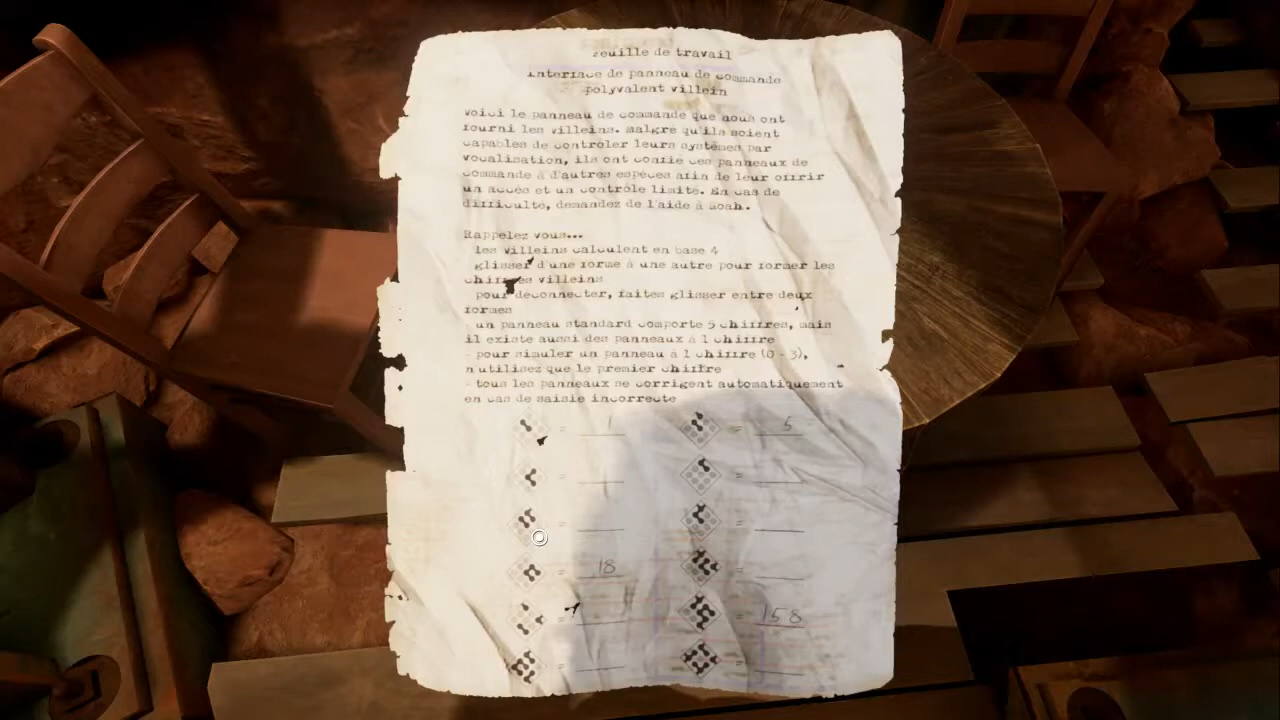 Feuille de travail
interface de panneau de commande
polyvalent villein
Voici le panneau de commande que nous ont
fourni les villeins. Malgré qu'ils soient
capables de contrôler leurs systèmes par
vocalisation, ils ont confié ces panneaux de
commande à d'autres espèces afin de leur offrir
un accès et un contrôle limité. En cas de
difficulté, demandez de l'aide à Noah.
Rappelez vous...
les villeins calculent en base 4
glisser d'une forme à une autre pour former les
chiffres villeins
pour déconnecter, faites glisser entre deux
formes
- un panneau standard comporte 5 chiffres, mais
il existe aussi des panneaux à 1 chiffre
- pour simuler un panneau à 1 chiffre (0 - 3),
n'utilisez que le premier chiffre
- tous les panneaux se corrigent automatiquement
en cas de saisie incorrecte
= 1 = 5
= =
= =
= 18 =
= = 158
= =